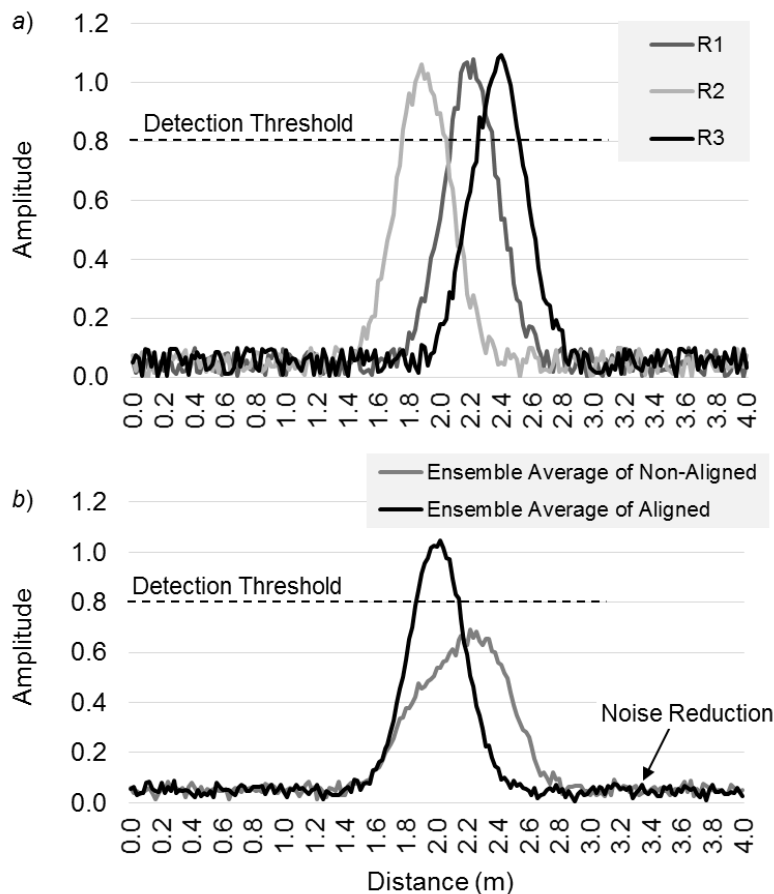 a)
1.2
1.0
0.8
0.6
0.4
0.2
0.0
Amplitude
Detection Threshold
R1
R2
R3
0.0 0.2 0.4 0.6 0.8 1.0 1.2 1.4 1.6 1.8 2.0 2.2 2.4 2.6 2.8 3.0 3.2 3.4 3.6 3.8 4.0
b)
Ensemble Average of Non-Aligned
Ensemble Average of Aligned
1.2
1.0
0.8
0.6
0.4
0.2
0.0
Amplitude
Detection Threshold
Noise Reduction
0.0 0.2 0.4 0.6 0.8 1.0 1.2 1.4 1.6 1.8 2.0 2.2 2.4 2.6 2.8 3.0 3.2 3.4 3.6 3.8 4.0
Distance (m)